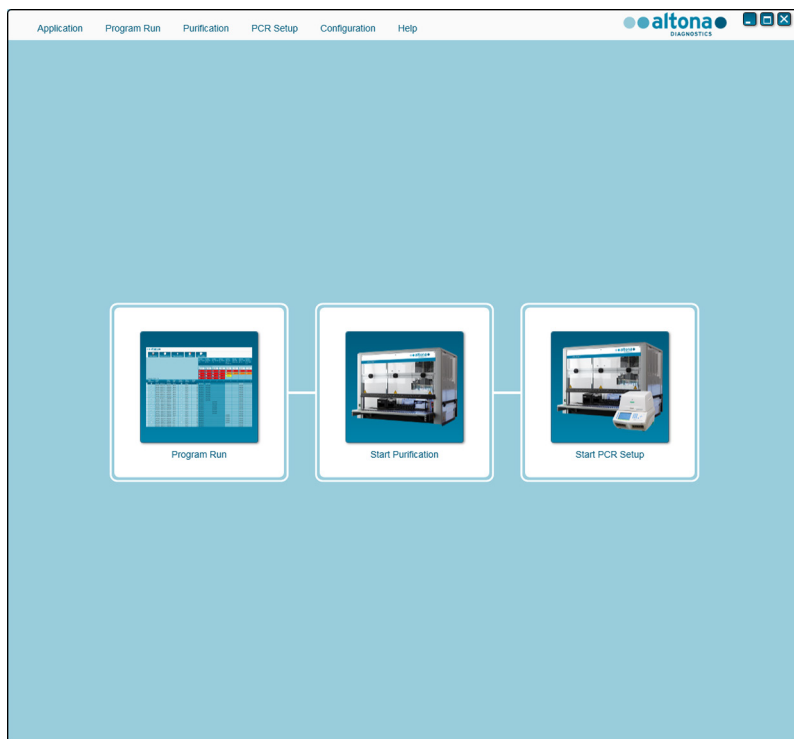 Application Program Run Purification PCR Setup Configuration Help
altona
DIAGNOSTICS
Program Run Start Purification Start PCR Setup